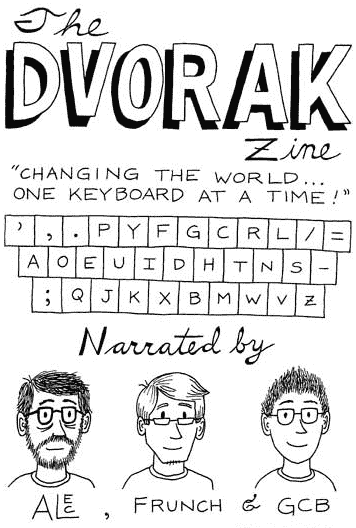 The
DVORAK
Zine
"CHANGING THE WORLD...
ONE KEYBOARD AT A TIME!"
' , . P Y F G C R L / =
A O E U I D H T N S -
; Q J K X B M W V Z
Narrated by
ALEC, FRUNCH & GCB